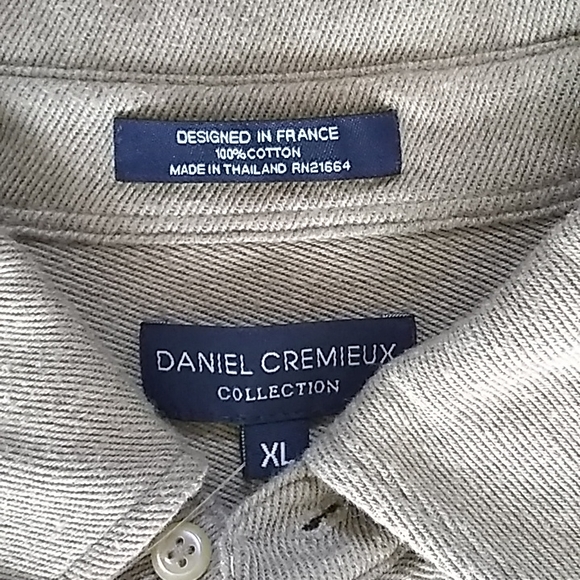 DESIGNED IN FRANCE
100% COTTON
MADE IN THAILAND RN21664
DANIEL CREMIEUX
COLLECTION
XL